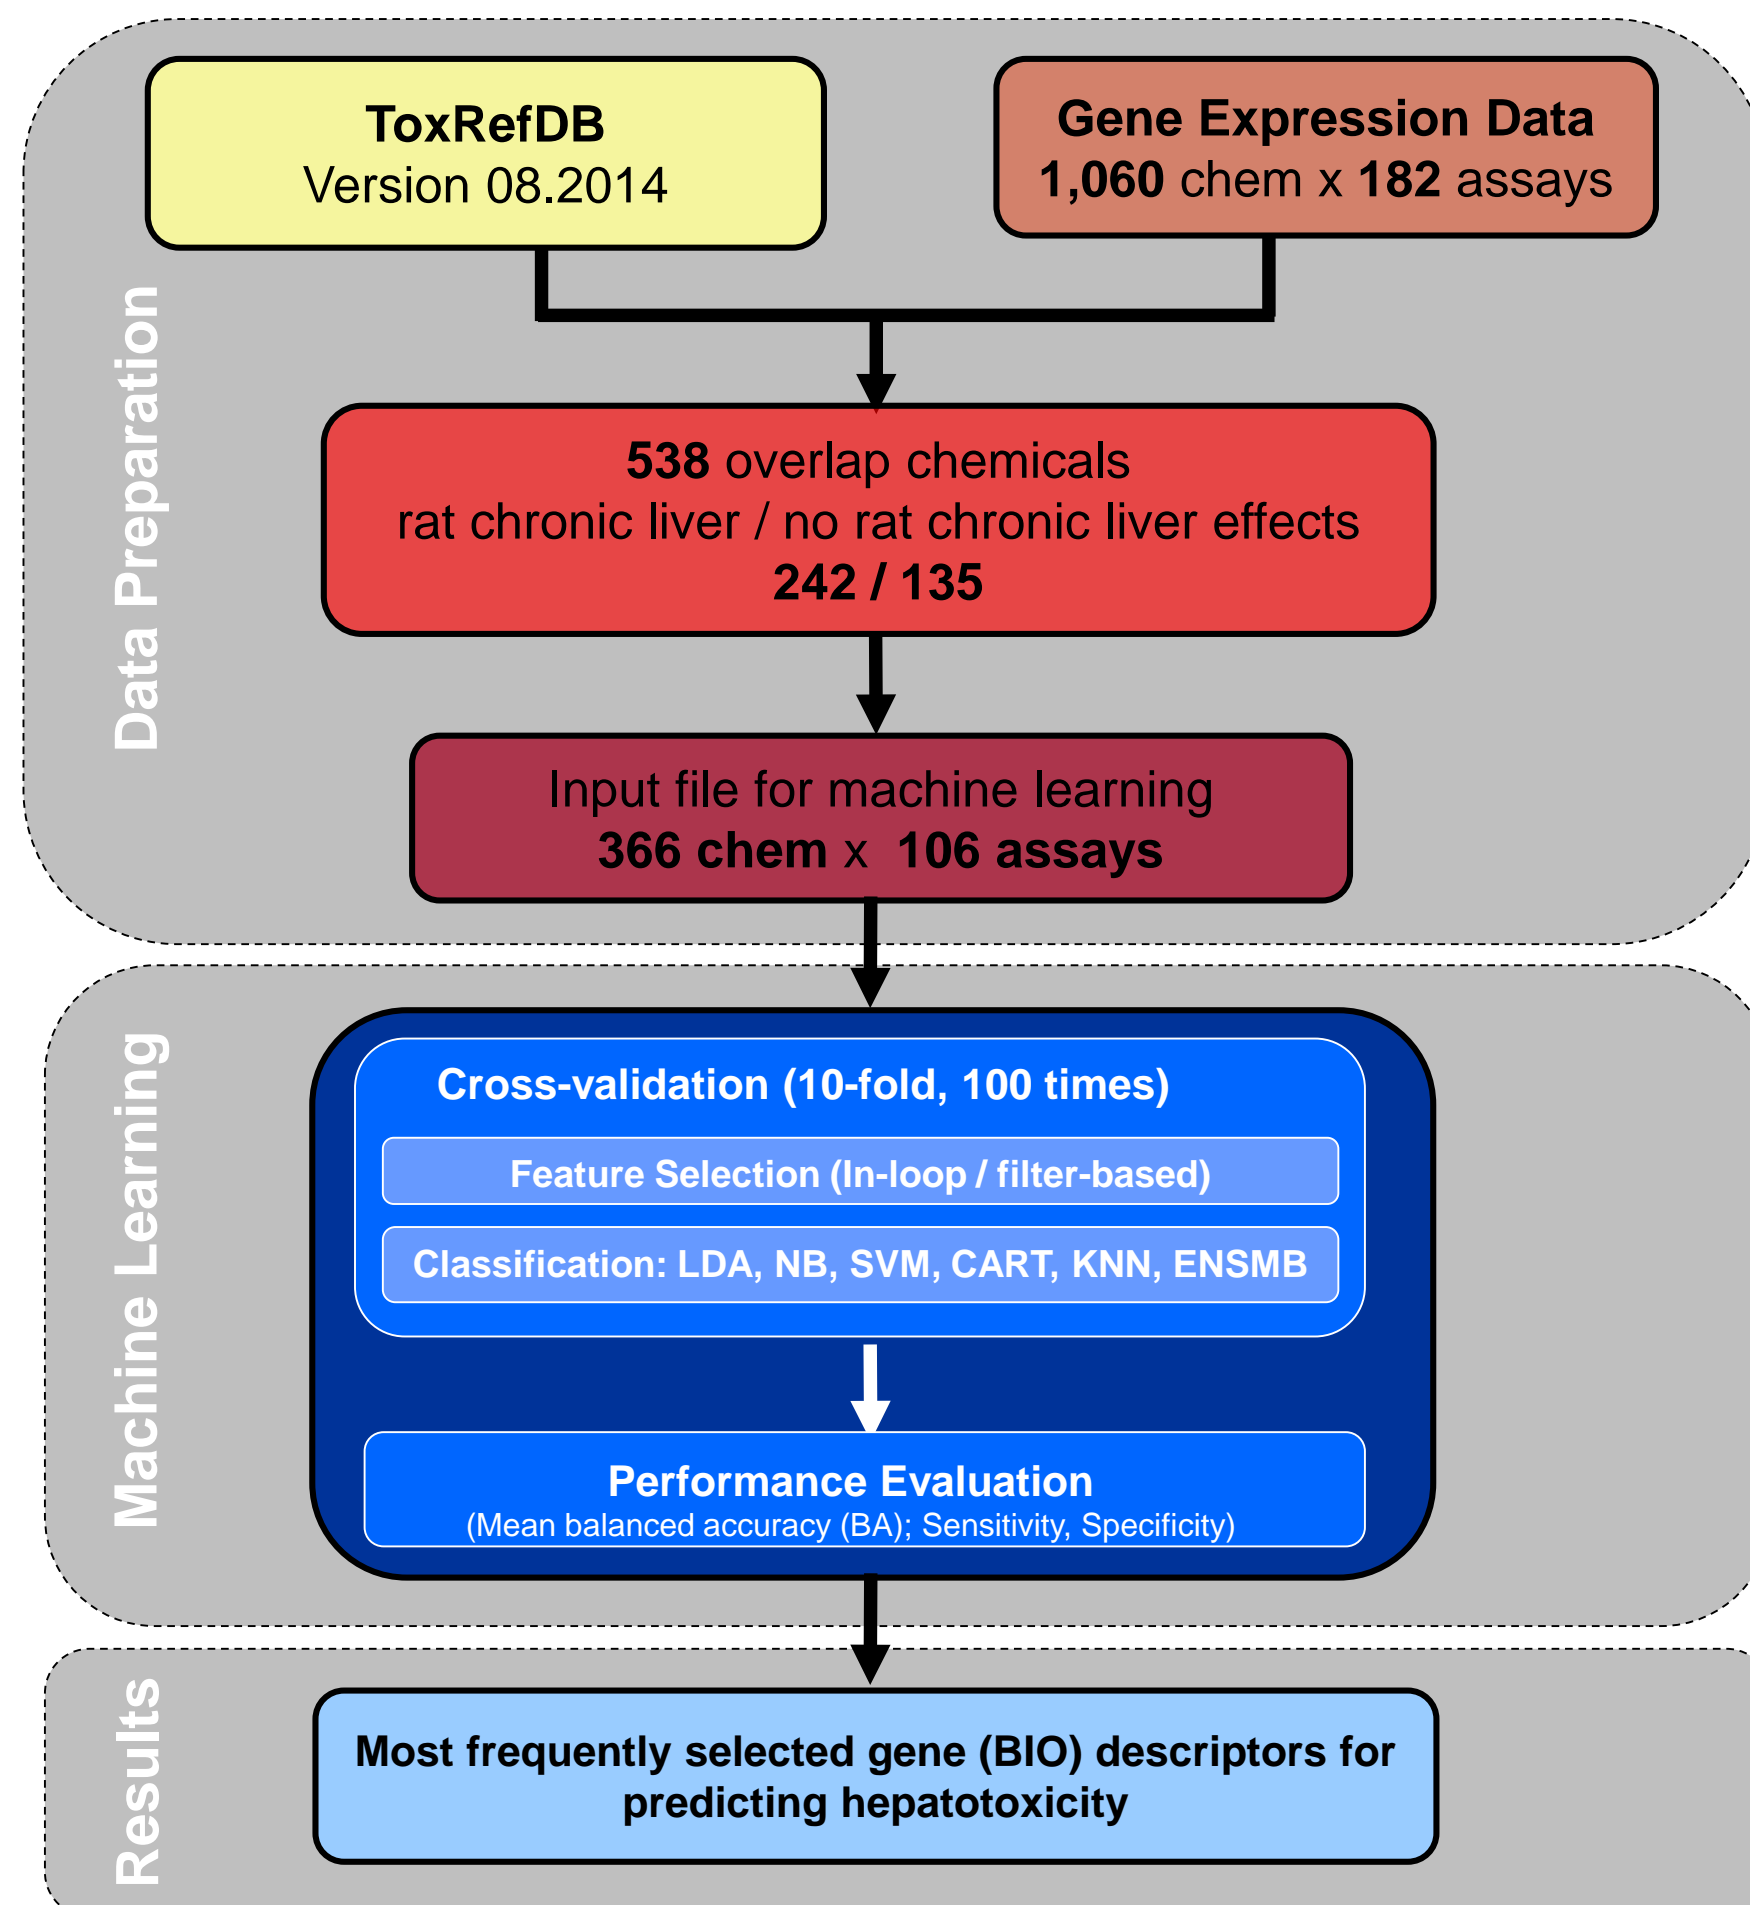 Data Preparation
ToxRefDB
Version 08.2014
Gene Expression Data
1,060 chem x 182 assays
538 overlap chemicals
rat chronic liver / no rat chronic liver effects
242 / 135
Input file for machine learning
366 chem x 106 assays
Machine Learning
Cross-validation (10-fold, 100 times)
Feature Selection (In-loop / filter-based)
Classification: LDA, NB, SVM, CART, KNN, ENSMB
Performance Evaluation
(Mean balanced accuracy (BA); Sensitivity, Specificity)
Results
Most frequently selected gene (BIO) descriptors for
predicting hepatotoxicity